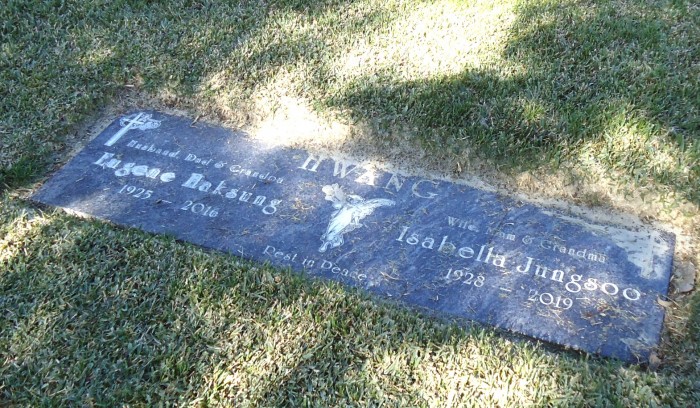 HWANG
Husband, Dad & Grandpa
Eugene Haksung
1925 - 2016
Wife, Mom & Grandma
Isabella Jungsoo
1928 - 2019
Rest in Peace